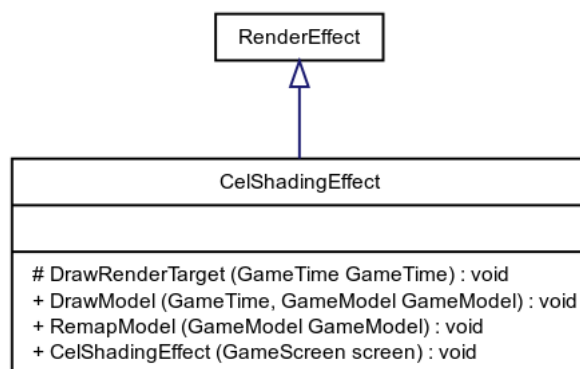 RenderEffect
CelShadingEffect
# DrawRenderTarget (GameTime GameTime) : void
+ DrawModel (GameTime, GameModel GameModel) : void
+ RemapModel (GameModel GameModel) : void
+ CelShadingEffect (GameScreen screen) : void